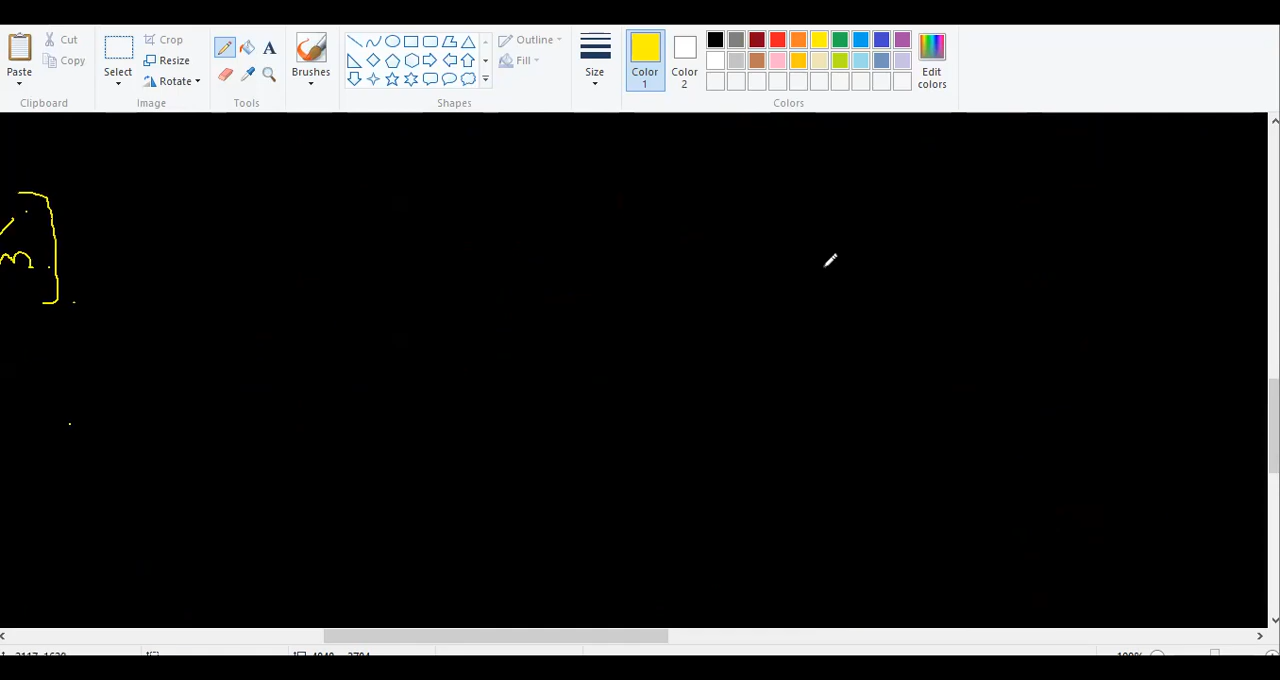 Cut
Copy
Paste
Clipboard
Crop
Resize
Rotate
Select
Image
Tools
Brushes
Outline
Fill
Shapes
Size
Color
1
Color
2
Edit
colors
Colors
m ]
100%